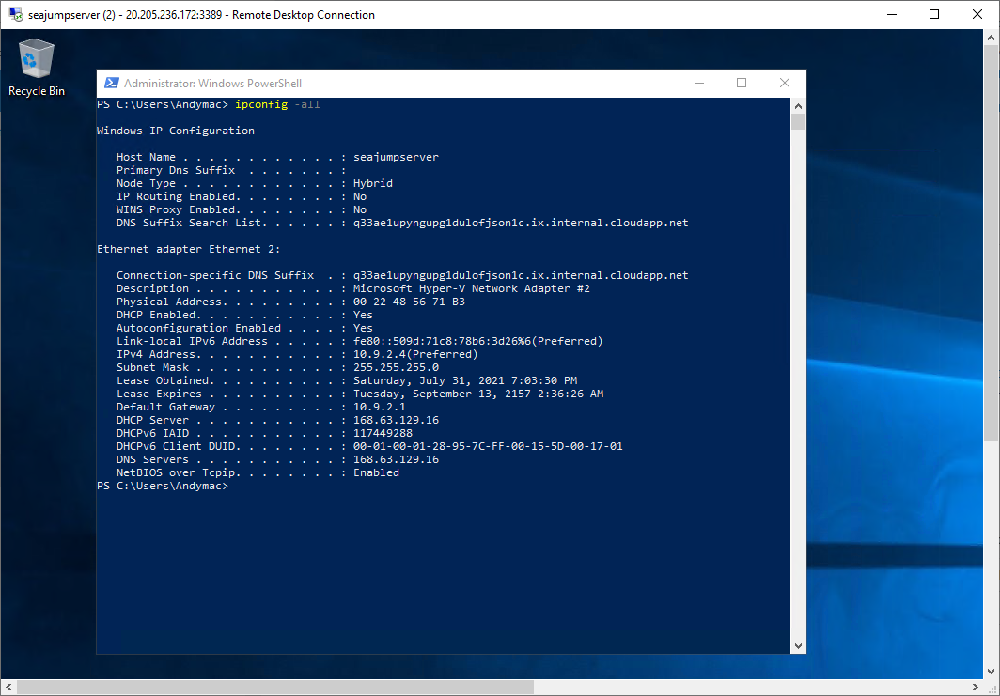 seajumpserver (2) - 20.205.236.172:3389 - Remote Desktop Connection
Recycle Bin
Administrator: Windows PowerShell
PS C:\Users\Andymac> ipconfig -all
Windows IP Configuration
Host Name . . . . . . . . . . . . : seajumpserver
Primary Dns Suffix  . . . . . . . :
Node Type . . . . . . . . . . . . : Hybrid
IP Routing Enabled. . . . . . . . : No
WINS Proxy Enabled. . . . . . . . : No
DNS Suffix Search List. . . . . . : q33ae1upyngupg1dulofjson1c.ix.internal.cloudapp.net
Ethernet adapter Ethernet 2:
Connection-specific DNS Suffix  . : q33ae1upyngupg1dulofjson1c.ix.internal.cloudapp.net
Description . . . . . . . . . . . : Microsoft Hyper-V Network Adapter #2
Physical Address. . . . . . . . . : 00-22-48-56-71-B3
DHCP Enabled. . . . . . . . . . . : Yes
Autoconfiguration Enabled . . . . : Yes
Link-local IPv6 Address . . . . . : fe80::509d:71c8:78b6:3d26%6(Preferred)
IPv4 Address. . . . . . . . . . . : 10.9.2.4(Preferred)
Subnet Mask . . . . . . . . . . . : 255.255.255.0
Lease Obtained. . . . . . . . . . : Saturday, July 31, 2021 7:03:30 PM
Lease Expires . . . . . . . . . . : Tuesday, September 13, 2157 2:36:26 AM
Default Gateway . . . . . . . . . : 10.9.2.1
DHCP Server . . . . . . . . . . . : 168.63.129.16
DHCPv6 IAID . . . . . . . . . . . : 117449288
DHCPv6 Client DUID. . . . . . . . : 00-01-00-01-28-95-7C-FF-00-15-5D-00-17-01
DNS Servers . . . . . . . . . . . : 168.63.129.16
NetBIOS over Tcpip. . . . . . . . : Enabled
PS C:\Users\Andymac>